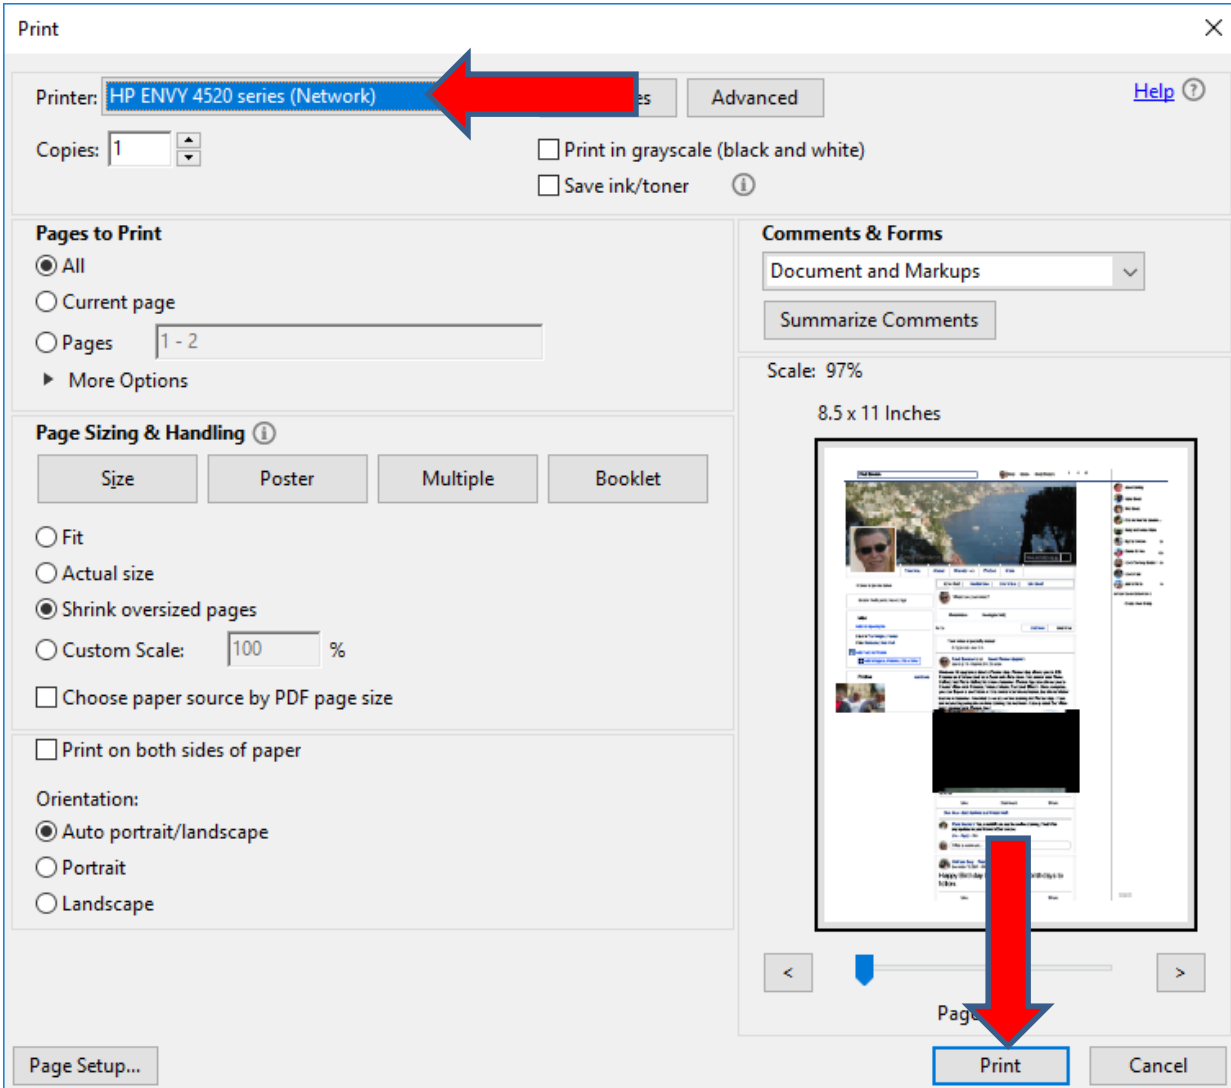 Print
Printer: HP ENVY 4520 series (Network) es Advanced Help
Copies: 1
Print in grayscale (black and white)
Save ink/toner
Pages to Print
All
Current page
Pages 1 - 2
More Options
Comments & Forms
Document and Markups
Summarize Comments
Scale: 97%
8.5 x 11 Inches
Page Sizing & Handling
Size Poster Multiple Booklet
Fit
Actual size
Shrink oversized pages
Custom Scale: 100 %
Choose paper source by PDF page size
Print on both sides of paper
Orientation:
Auto portrait/landscape
Portrait
Landscape
Happy Birthday
< >
Page
Page Setup... Print Cancel